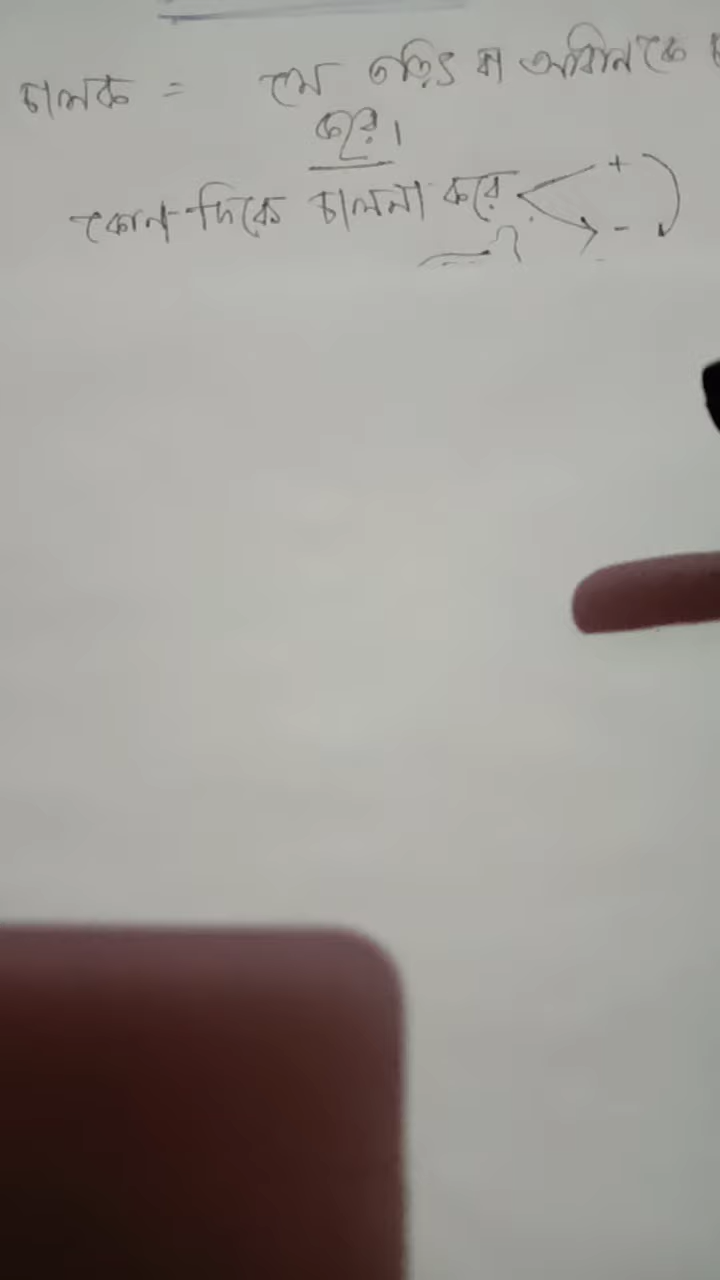 চালক = যে তড়িৎ বা আধানকে
করে।
কোন দিকে চালনা করে < + -
?